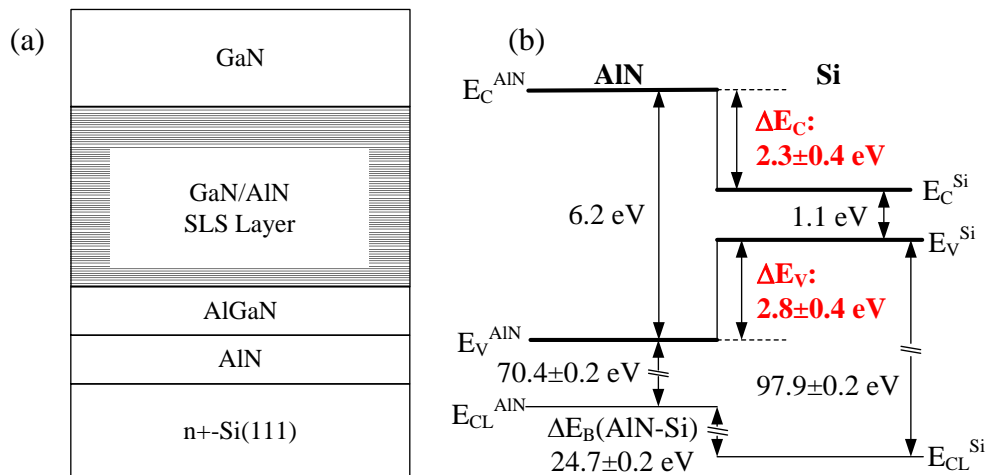 (a)
GaN
GaN/AlN
SLS Layer
AlGaN
AlN
n+-Si(111)
(b)
AlN
Si
E_C^AlN
ΔE_C:
2.3±0.4 eV
E_C^Si
6.2 eV
1.1 eV
E_V^Si
ΔE_V:
2.8±0.4 eV
E_V^AlN
70.4±0.2 eV
97.9±0.2 eV
E_CL^AlN
ΔE_B(AlN-Si)
24.7±0.2 eV
E_CL^Si